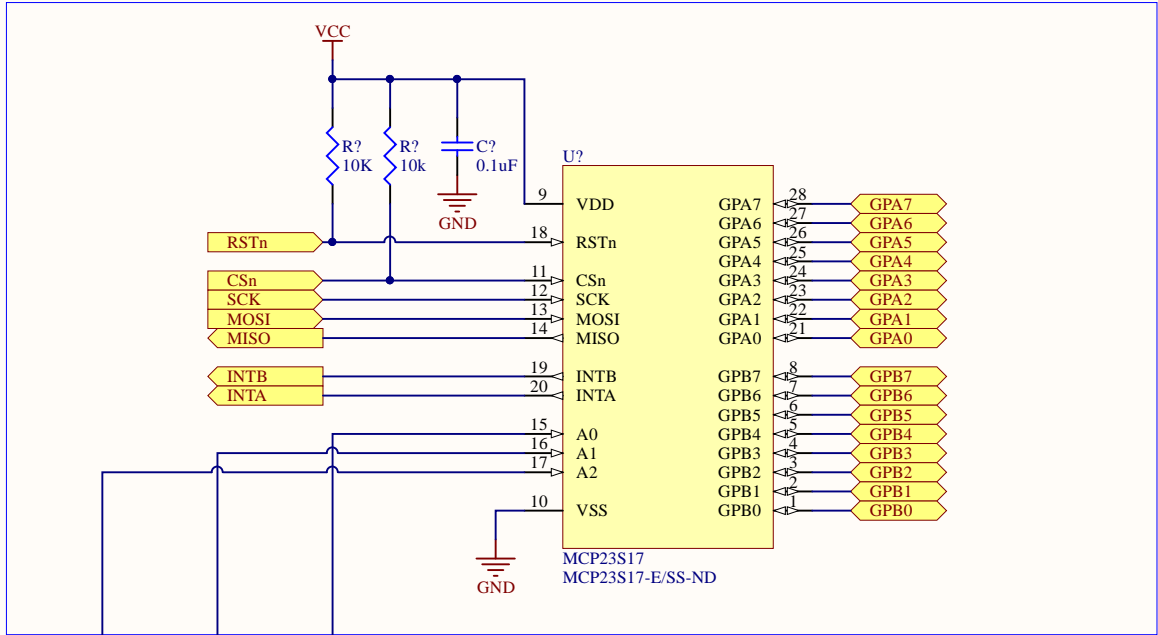 VCC
R?
10K
R?
10k
C?
0.1uF
GND
U?
9 VDD
18 RSTn
11 CSn
12 SCK
13 MOSI
14 MISO
19 INTB
20 INTA
15 A0
16 A1
17 A2
10 VSS
GPA7 28
GPA6 27
GPA5 26
GPA4 25
GPA3 24
GPA2 23
GPA1 22
GPA0 21
GPB7 8
GPB6 7
GPB5 6
GPB4 5
GPB3 4
GPB2 3
GPB1 2
GPB0 1
RSTn
CSn
SCK
MOSI
MISO
INTB
INTA
GPA7
GPA6
GPA5
GPA4
GPA3
GPA2
GPA1
GPA0
GPB7
GPB6
GPB5
GPB4
GPB3
GPB2
GPB1
GPB0
GND
MCP23S17
MCP23S17-E/SS-ND